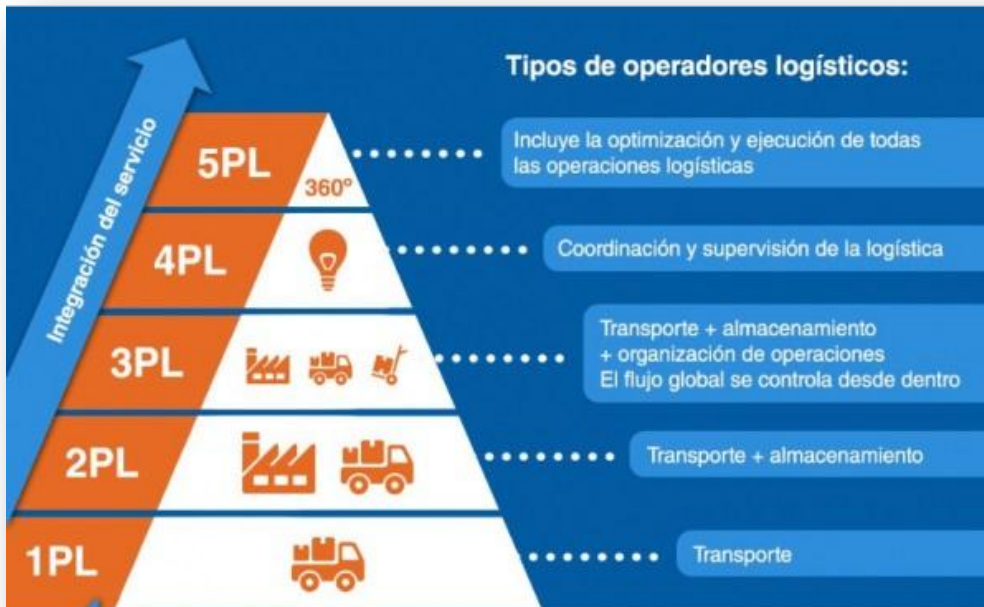 Tipos de operadores logísticos:
Integración del servicio
5PL
360º
Incluye la optimización y ejecución de todas
las operaciones logísticas
4PL
Coordinación y supervisión de la logística
3PL
Transporte + almacenamiento
+ organización de operaciones
El flujo global se controla desde dentro
2PL
Transporte + almacenamiento
1PL
Transporte